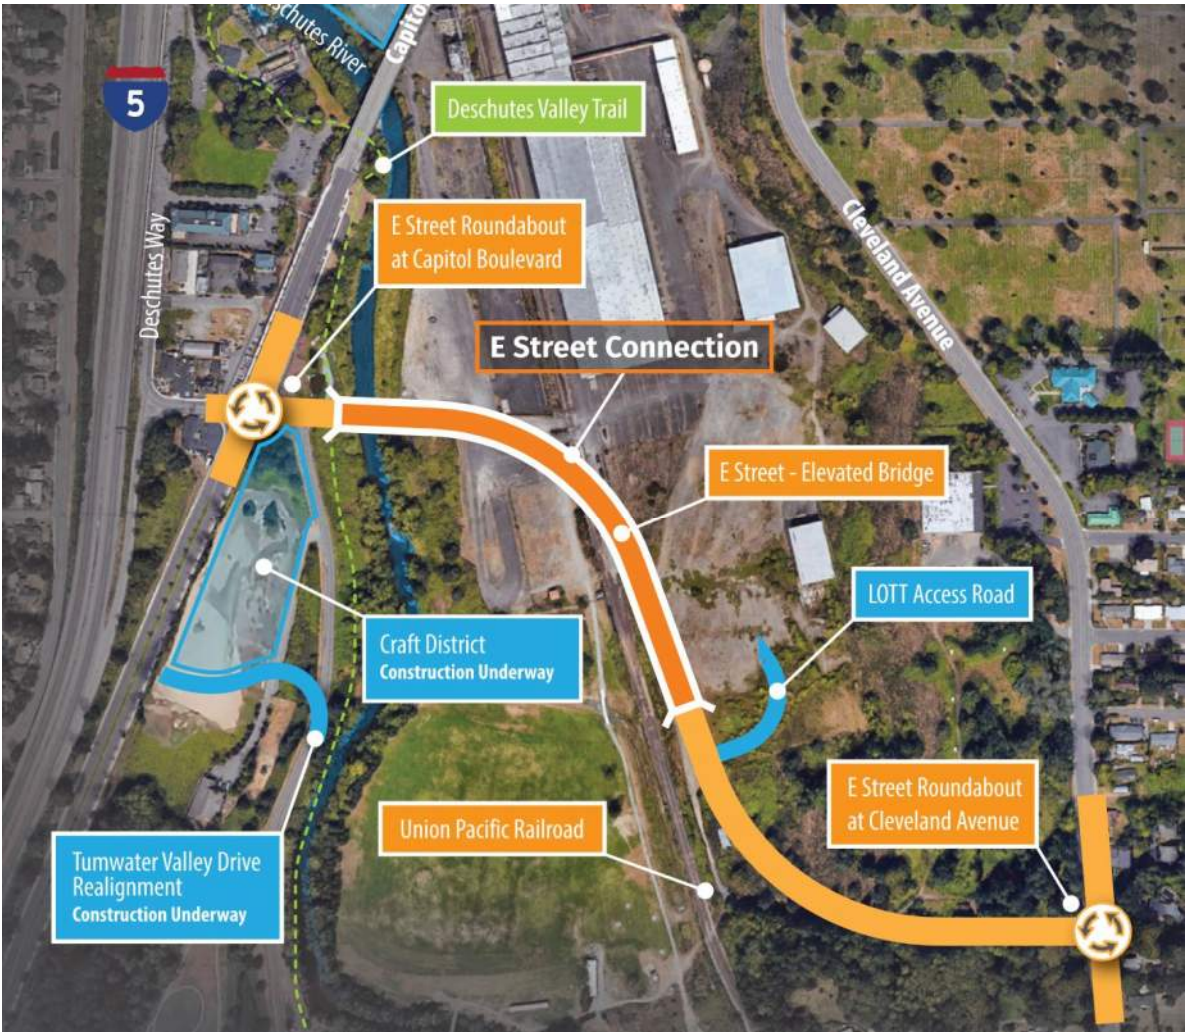 Deschutes River
Capitol
5
Deschutes Valley Trail
E Street Roundabout
at Capitol Boulevard
Deschutes Way
Cleveland Avenue
E Street Connection
E Street - Elevated Bridge
LOTT Access Road
Craft District
Construction Underway
E Street Roundabout
at Cleveland Avenue
Union Pacific Railroad
Tumwater Valley Drive
Realignment
Construction Underway